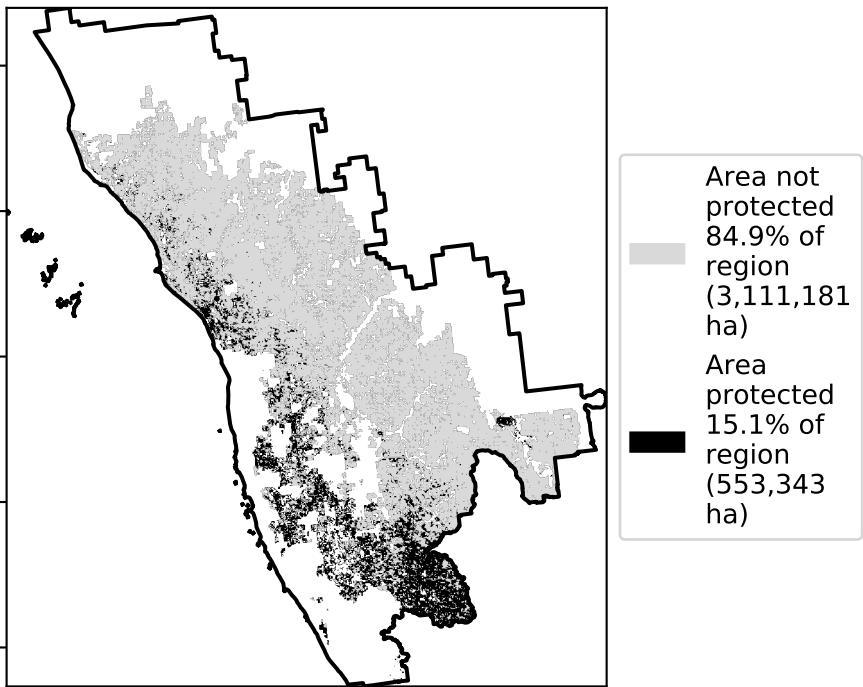 Area not
protected
84.9% of
region
(3,111,181
ha)
Area
protected
15.1% of
region
(553,343
ha)